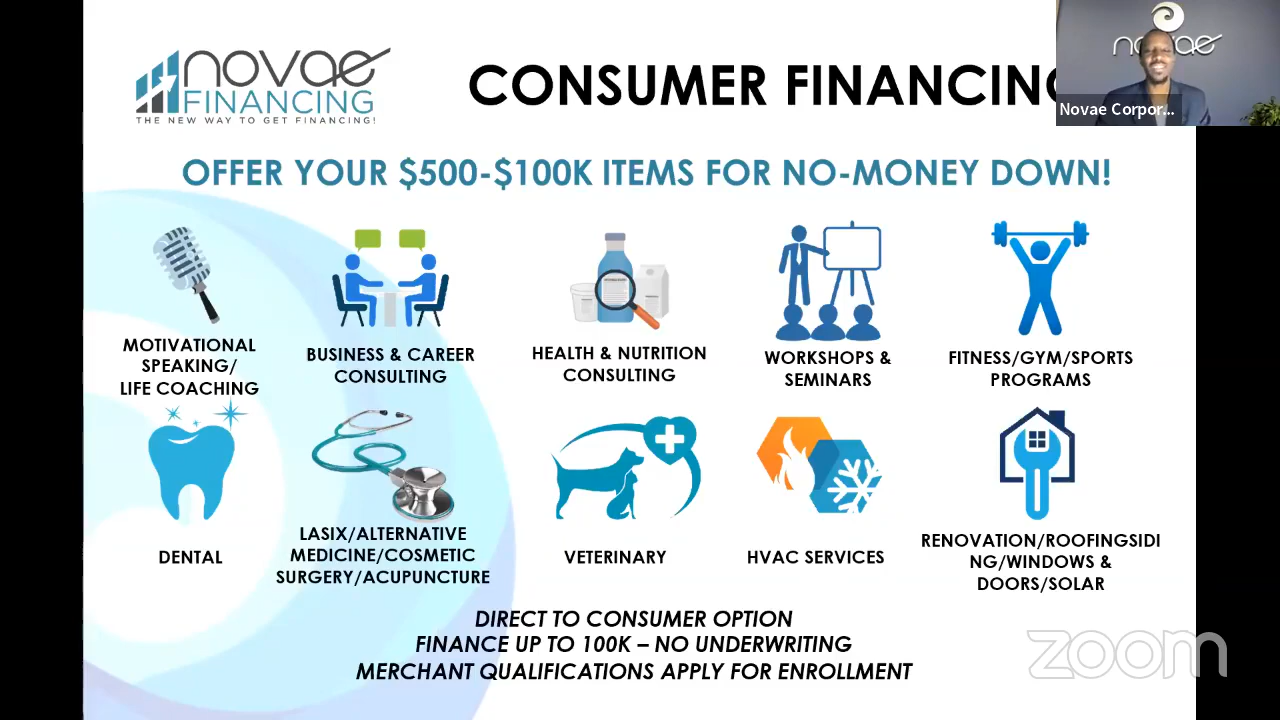 novae
FINANCING
THE NEW WAY TO GET FINANCING!
CONSUMER FINANCING
novae
Novae Corpor...
OFFER YOUR $500-$100K ITEMS FOR NO-MONEY DOWN!
MOTIVATIONAL
SPEAKING/
LIFE COACHING
BUSINESS & CAREER
CONSULTING
HEALTH & NUTRITION
CONSULTING
WORKSHOPS &
SEMINARS
FITNESS/GYM/SPORTS
PROGRAMS
DENTAL
LASIX/ALTERNATIVE
MEDICINE/COSMETIC
SURGERY/ACUPUNCTURE
VETERINARY
HVAC SERVICES
RENOVATION/ROOFINGSIDI
NG/WINDOWS &
DOORS/SOLAR
DIRECT TO CONSUMER OPTION
FINANCE UP TO 100K – NO UNDERWRITING
MERCHANT QUALIFICATIONS APPLY FOR ENROLLMENT
zoom